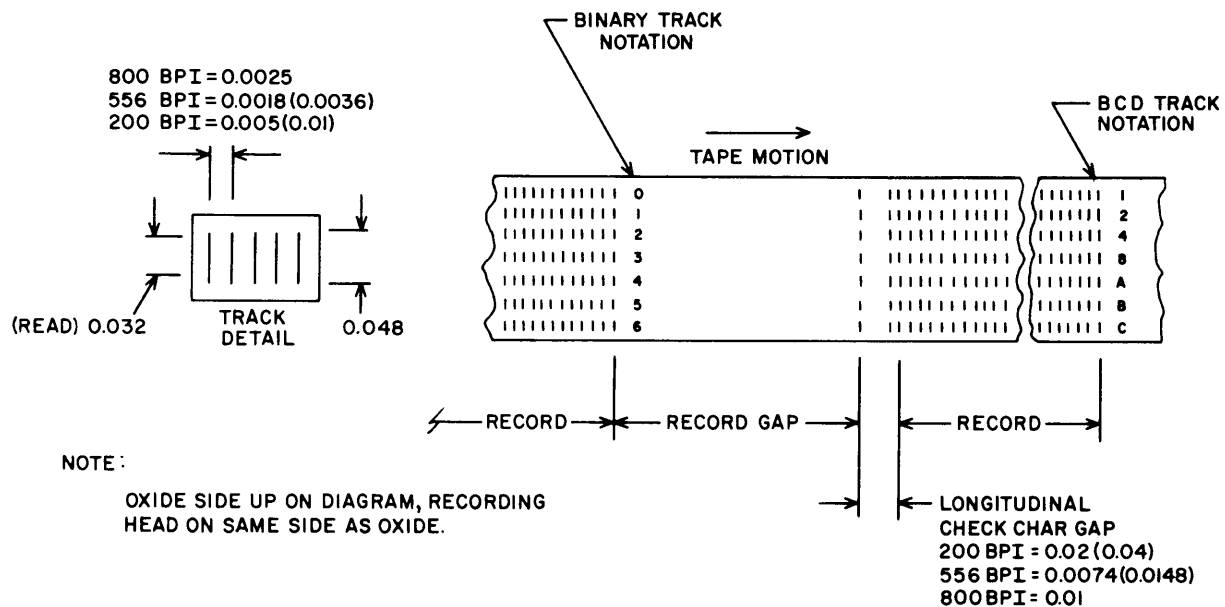 BINARY TRACK
NOTATION
800 BPI = 0.0025
556 BPI = 0.0018(0.0036)
200 BPI = 0.005(0.01)
BCD TRACK
NOTATION
TAPE MOTION
0
1
2
3
4
5
6
1
2
4
8
A
B
C
(READ) 0.032
TRACK
DETAIL
0.048
RECORD
RECORD GAP
RECORD
NOTE:
OXIDE SIDE UP ON DIAGRAM, RECORDING
HEAD ON SAME SIDE AS OXIDE.
LONGITUDINAL
CHECK CHAR GAP
200 BPI = 0.02(0.04)
556 BPI = 0.0074(0.0148)
800 BPI = 0.01